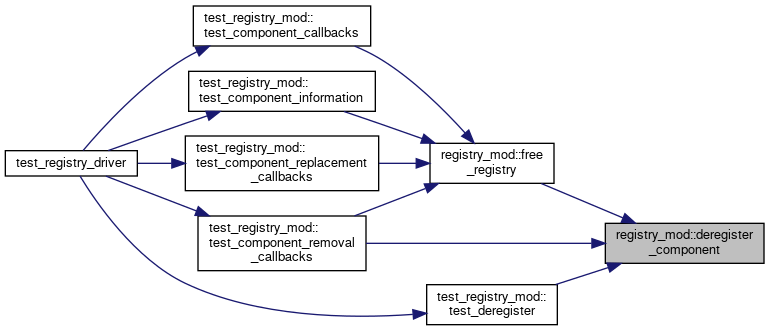 test_registry_mod::
test_component_callbacks
test_registry_mod::
test_component_information
test_registry_driver
test_registry_mod::
test_component_replacement
_callbacks
registry_mod::free
_registry
test_registry_mod::
test_component_removal
_callbacks
registry_mod::deregister
_component
test_registry_mod::
test_deregister